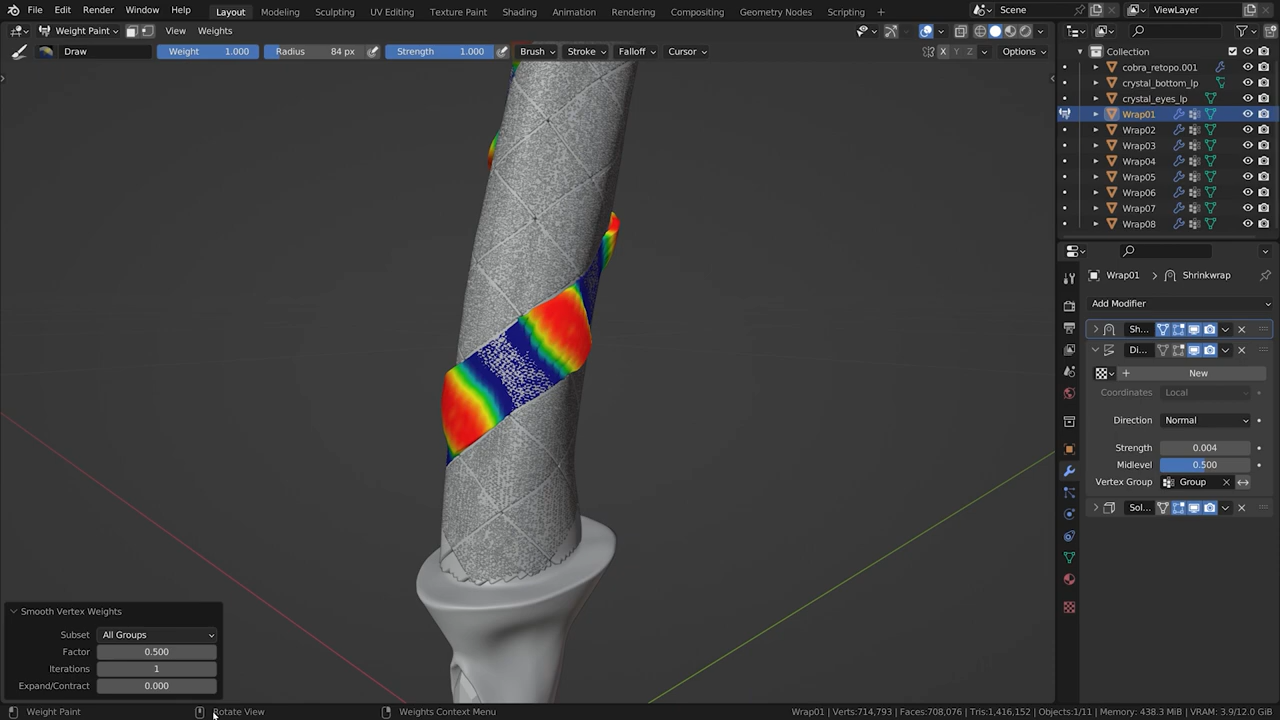 File Edit Render Window Help Layout Modeling Sculpting UV Editing Texture Paint Shading Animation Rendering Compositing Geometry Nodes Scripting + Scene ViewLayer
Weight Paint View Weights
Draw Weight 1.000 Radius 84 px Strength 1.000 Brush Stroke Falloff Cursor X Y Z Options
Collection
cobra_retopo.001
crystal_bottom_lp
crystal_eyes_lp
Wrap01
Wrap02
Wrap03
Wrap04
Wrap05
Wrap06
Wrap07
Wrap08
Wrap01 > Shrinkwrap
Add Modifier
Sh...
Di...
New
Coordinates Local
Direction Normal
Strength 0.004
Midlevel 0.500
Vertex Group Group
Sol...
Smooth Vertex Weights
Subset All Groups
Factor 0.500
Iterations 1
Expand/Contract 0.000
Weight Paint Rotate View Weights Context Menu Wrap01 | Verts:714,793 | Faces:708,076 | Tris:1,416,152 | Objects:1/11 | Memory: 438.3 MiB | VRAM: 3.9/12.0 GiB